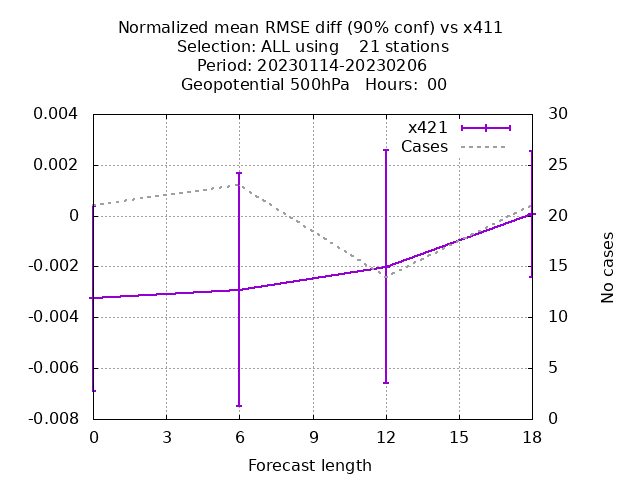 Normalized mean RMSE diff (90% conf) vs x411
Selection: ALL using    21 stations
Period: 20230114-20230206
Geopotential 500hPa   Hours:  00
0.004
0.002
0
-0.002
-0.004
-0.006
-0.008
30
25
20
15
10
5
0
x421
Cases
No cases
0 3 6 9 12 15 18
Forecast length